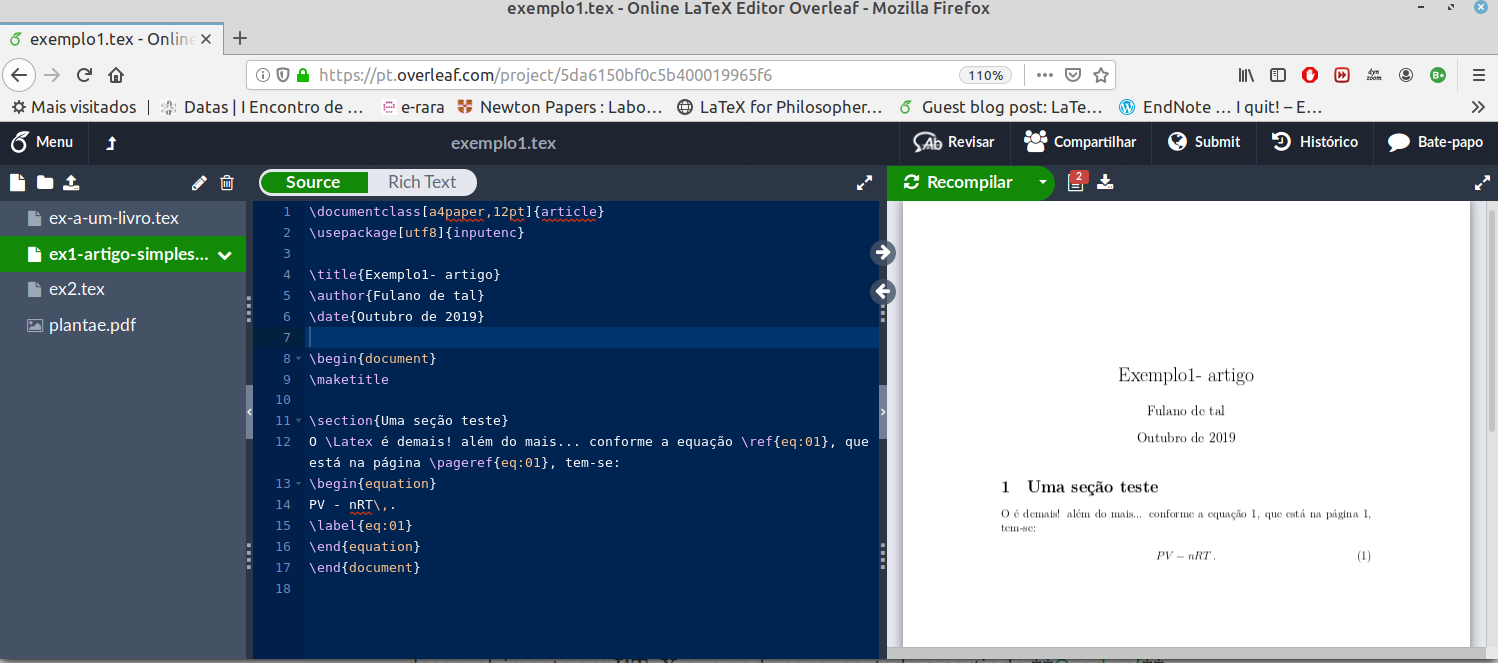 exemplo1.tex - Online LaTeX Editor Overleaf - Mozilla Firefox
exemplo1.tex - Online
https://pt.overleaf.com/project/5da6150bf0c5b400019965f6
110%
Mais visitados
Datas | I Encontro de ...
e-rara
Newton Papers : Labo...
LaTeX for Philosopher...
Guest blog post: LaTe...
EndNote ... I quit! – E...
Menu
exemplo1.tex
Revisar
Compartilhar
Submit
Histórico
Bate-papo
Source
Rich Text
Recompilar
2
ex-a-um-livro.tex
ex1-artigo-simples...
ex2.tex
plantae.pdf
1 \documentclass[a4paper,12pt]{article}
2 \usepackage[utf8]{inputenc}
3
4 \title{Exemplo1- artigo}
5 \author{Fulano de tal}
6 \date{Outubro de 2019}
7
8 \begin{document}
9 \maketitle
10
11 \section{Uma seção teste}
12 O \Latex é demais! além do mais... conforme a equação \ref{eq:01}, que
está na página \pageref{eq:01}, tem-se:
13 \begin{equation}
14 PV - nRT\,.
15 \label{eq:01}
16 \end{equation}
17 \end{document}
18
Exemplo1- artigo
Fulano de tal
Outubro de 2019
1 Uma seção teste
O é demais! além do mais... conforme a equação 1, que está na página 1,
tem-se:
PV − nRT . (1)